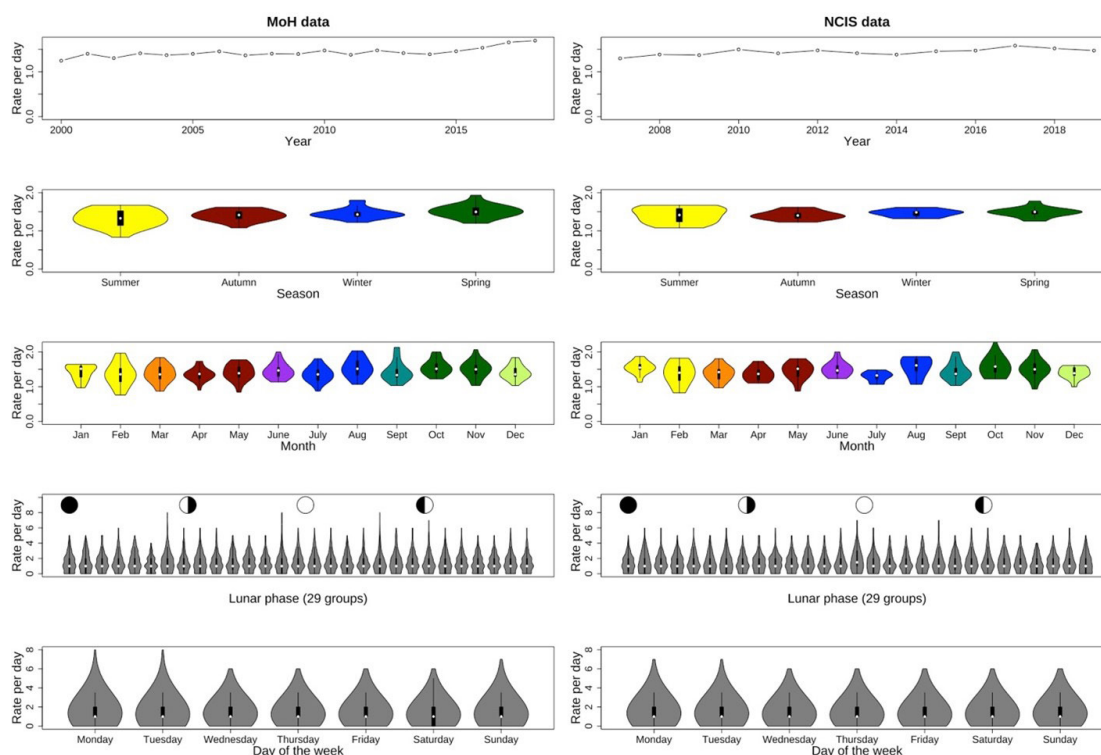 MoH data
Rate per day
0.0 1.0
2000 2005 2010 2015
Year
Rate per day
0.0 1.0 2.0
Summer Autumn Winter Spring
Season
Rate per day
0.0 1.0 2.0
Jan Feb Mar Apr May June July Aug Sept Oct Nov Dec
Month
Rate per day
0 2 4 6 8
Lunar phase (29 groups)
Rate per day
0 2 4 6 8
Monday Tuesday Wednesday Thursday Friday Saturday Sunday
Day of the week
NCIS data
Rate per day
0.0 1.0
2008 2010 2012 2014 2016 2018
Year
Rate per day
0.0 1.0 2.0
Summer Autumn Winter Spring
Season
Rate per day
0.0 1.0 2.0
Jan Feb Mar Apr May June July Aug Sept Oct Nov Dec
Month
Rate per day
0 2 4 6 8
Lunar phase (29 groups)
Rate per day
0 2 4 6 8
Monday Tuesday Wednesday Thursday Friday Saturday Sunday
Day of the week